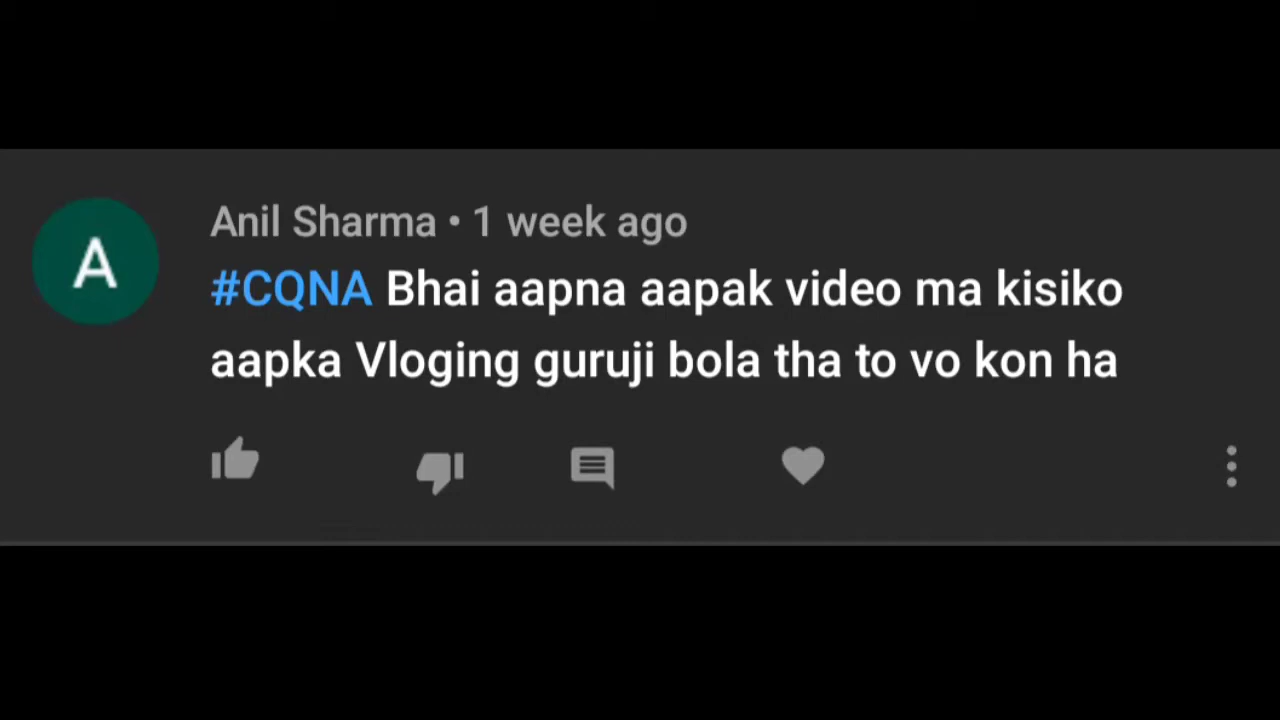 A
Anil Sharma • 1 week ago
#CQNA Bhai aapna aapak video ma kisiko
aapka Vloging guruji bola tha to vo kon ha